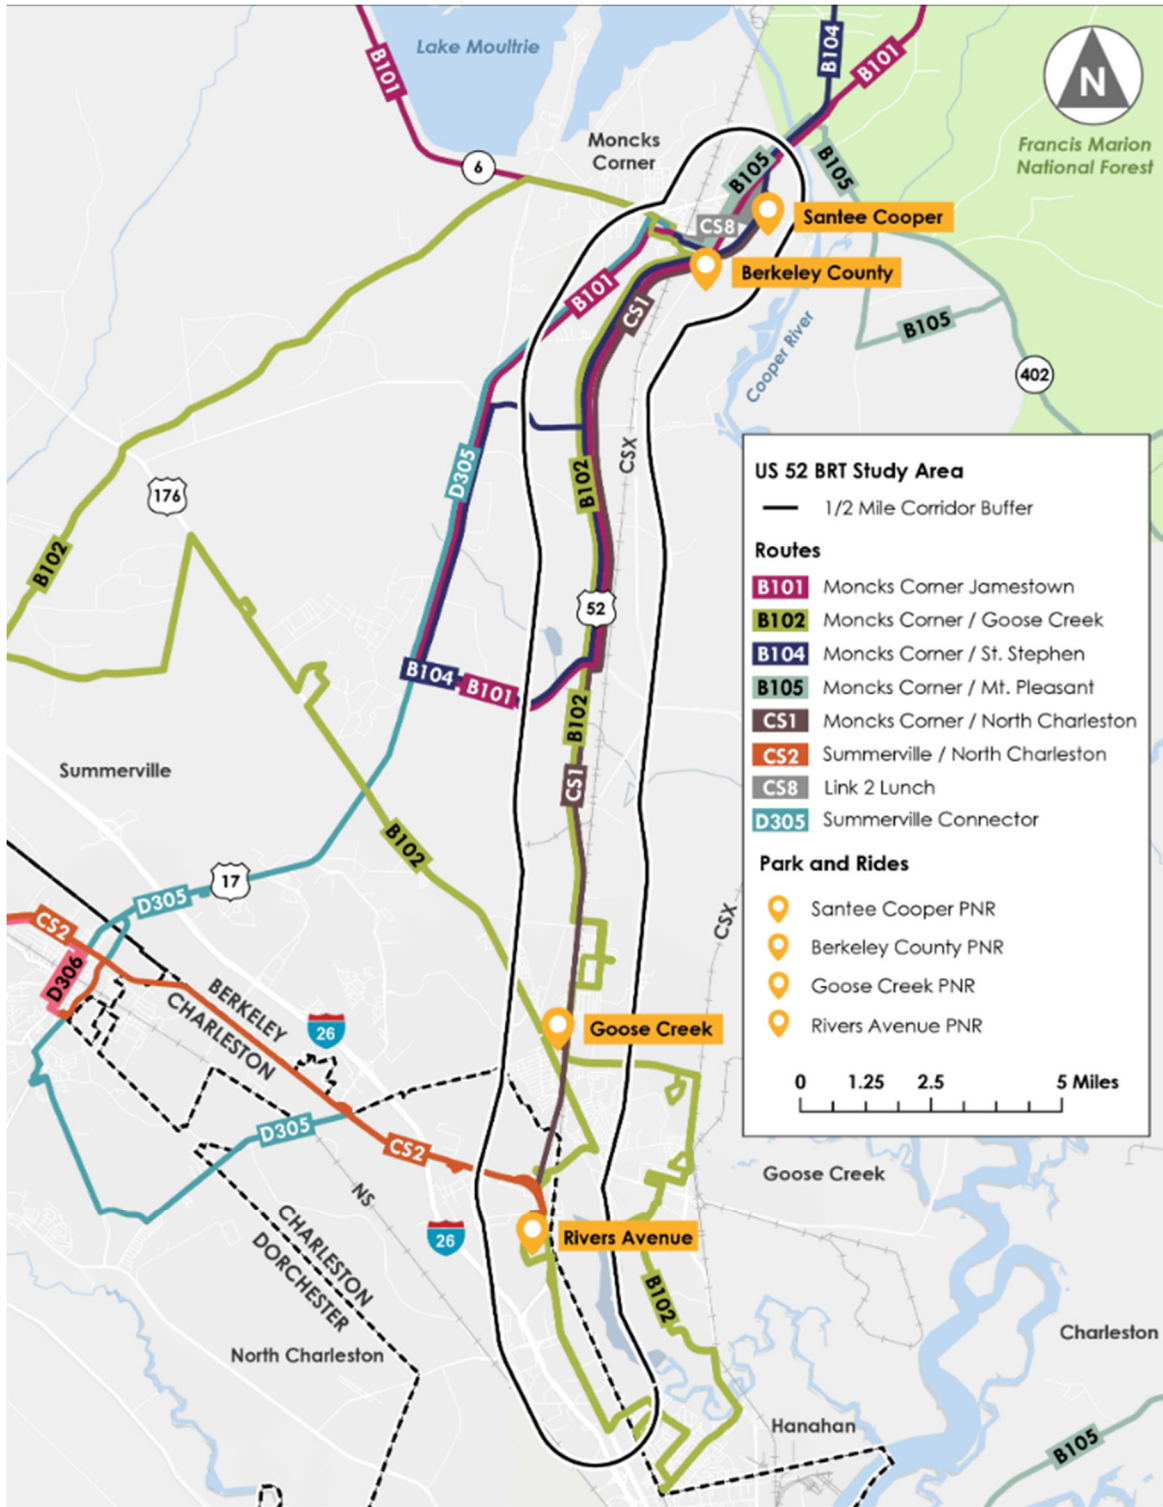 Lake Moultrie
B101
B104
B101
N
Francis Marion
National Forest
Moncks
Corner
6
B105
B105
CS8
Santee Cooper
Berkeley County
B101
CS1
B105
Cooper River
402
CSX
D305
B102
176
B102
52
B104
B101
B102
CS1
Summerville
B102
17
D305
CS2
D306
BERKELEY
CHARLESTON
26
CSX
Goose Creek
D305
CS2
NS
26
Rivers Avenue
CHARLESTON
DORCHESTER
B102
North Charleston
Goose Creek
Charleston
Hanahan
B105
US 52 BRT Study Area
1/2 Mile Corridor Buffer
Routes
B101 Moncks Corner Jamestown
B102 Moncks Corner / Goose Creek
B104 Moncks Corner / St. Stephen
B105 Moncks Corner / Mt. Pleasant
CS1 Moncks Corner / North Charleston
CS2 Summerville / North Charleston
CS8 Link 2 Lunch
D305 Summerville Connector
Park and Rides
Santee Cooper PNR
Berkeley County PNR
Goose Creek PNR
Rivers Avenue PNR
0 1.25 2.5 5 Miles